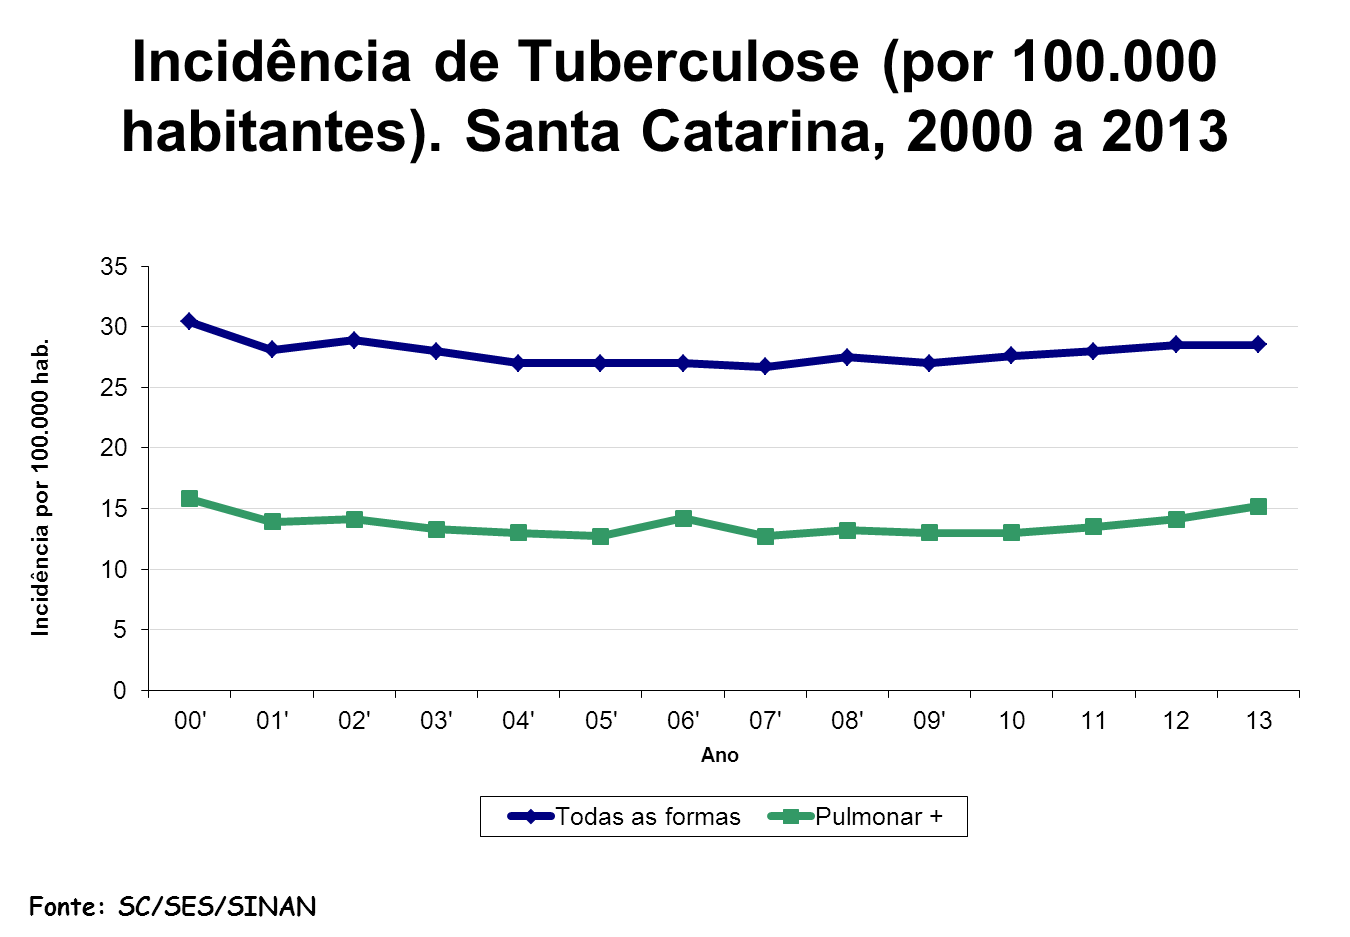 Incidência de Tuberculose (por 100.000
habitantes). Santa Catarina, 2000 a 2013
Incidência por 100.000 hab.
35
30
25
20
15
10
5
0
00' 01' 02' 03' 04' 05' 06' 07' 08' 09' 10 11 12 13
Ano
Todas as formas Pulmonar +
Fonte: SC/SES/SINAN